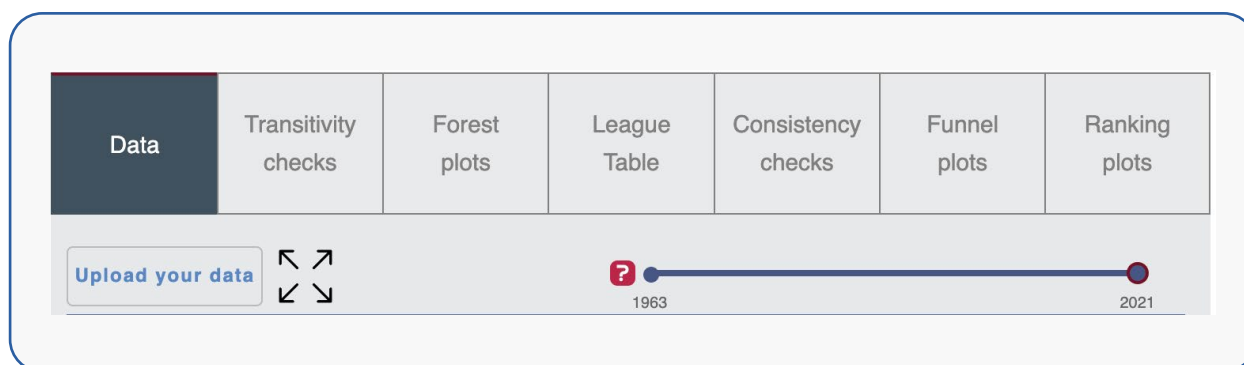 Data
Transitivity
checks
Forest
plots
League
Table
Consistency
checks
Funnel
plots
Ranking
plots
Upload your data
?
1963
2021